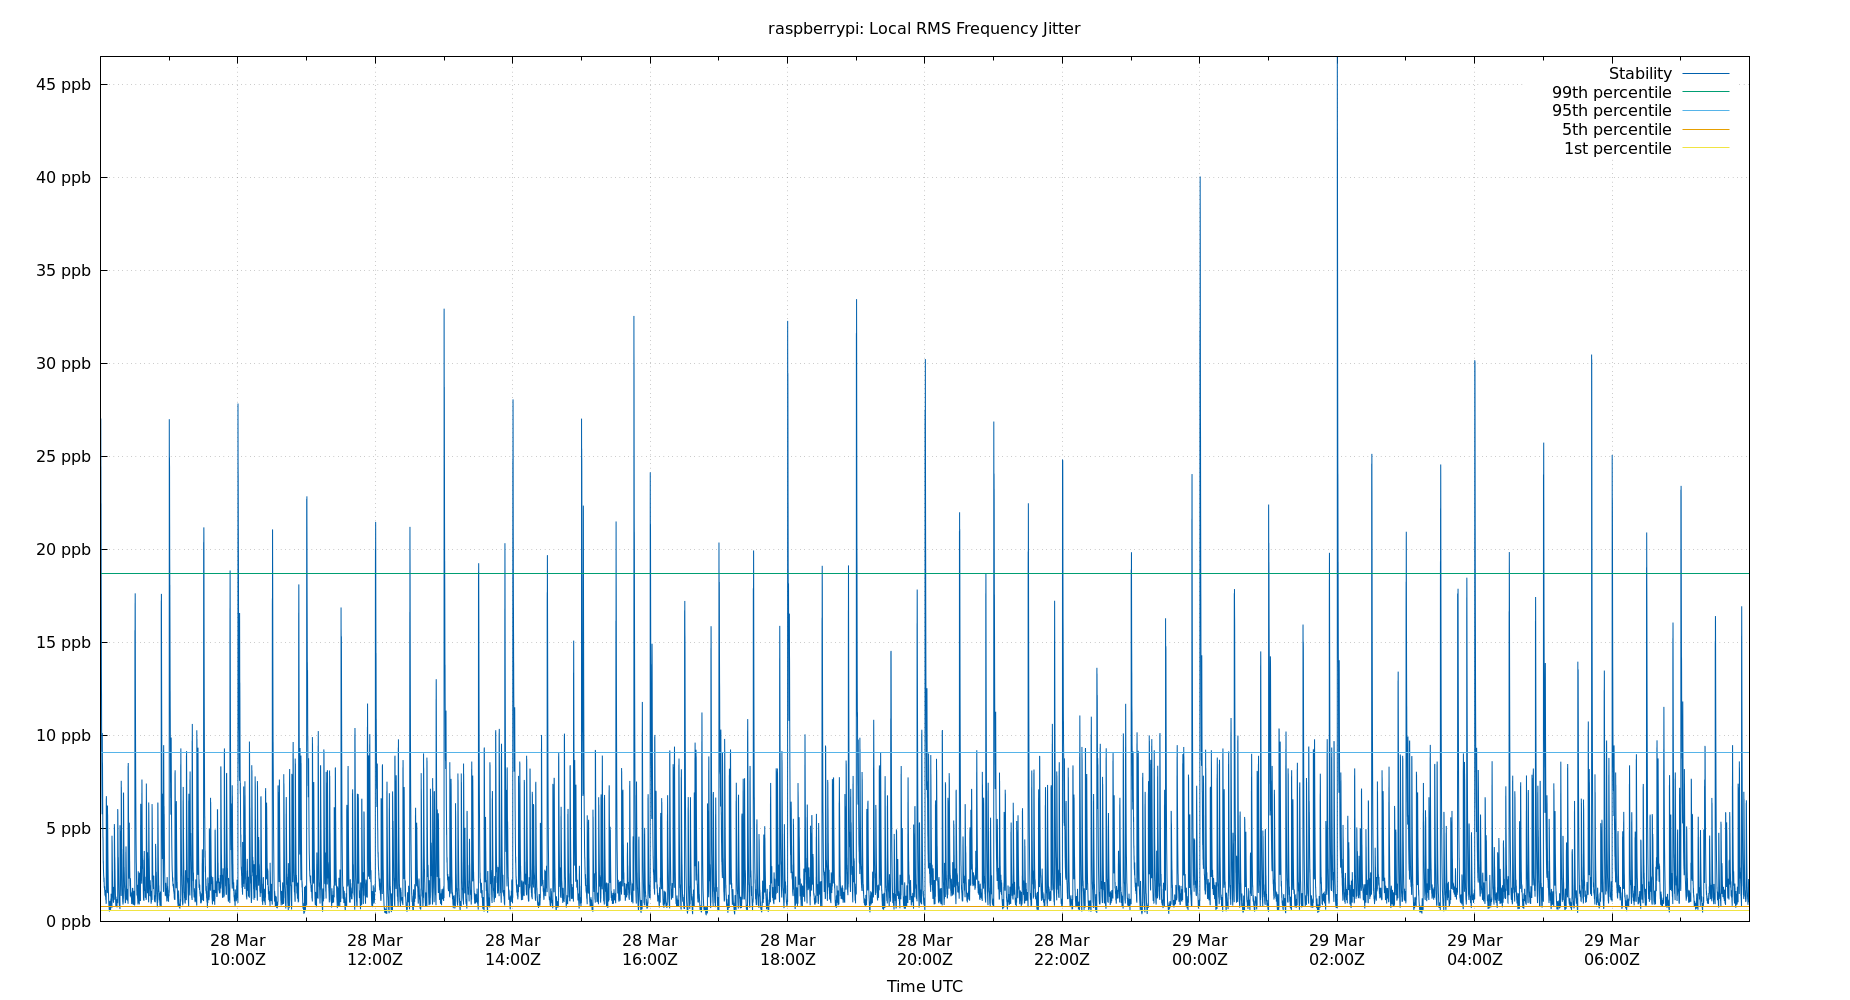 raspberrypi: Local RMS Frequency Jitter
45 ppb
40 ppb
35 ppb
30 ppb
25 ppb
20 ppb
15 ppb
10 ppb
5 ppb
0 ppb
Stability
99th percentile
95th percentile
5th percentile
1st percentile
28 Mar
10:00Z
28 Mar
12:00Z
28 Mar
14:00Z
28 Mar
16:00Z
28 Mar
18:00Z
28 Mar
20:00Z
28 Mar
22:00Z
29 Mar
00:00Z
29 Mar
02:00Z
29 Mar
04:00Z
29 Mar
06:00Z
Time UTC